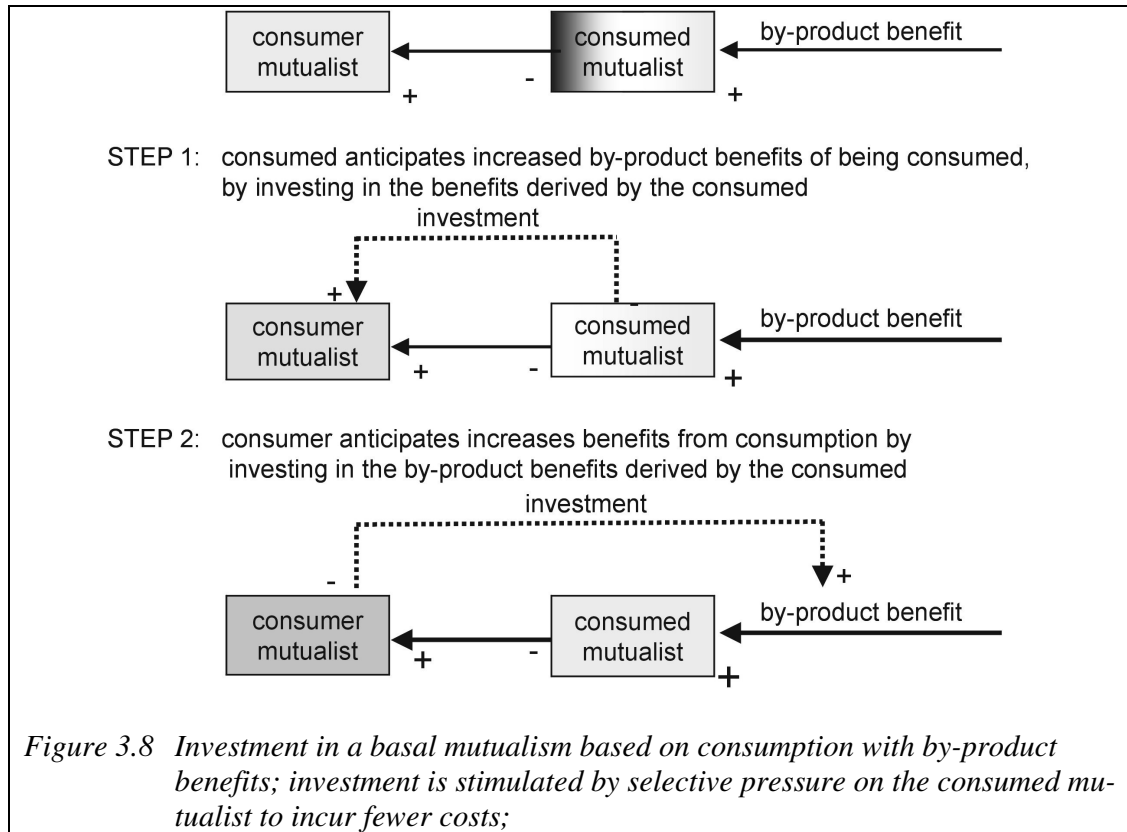 consumer
mutualist
+
-
consumed
mutualist
+
by-product benefit
STEP 1: consumed anticipates increased by-product benefits of being consumed,
by investing in the benefits derived by the consumed
investment
+
-
consumer
mutualist
+
-
consumed
mutualist
+
by-product benefit
STEP 2: consumer anticipates increases benefits from consumption by
investing in the by-product benefits derived by the consumed
investment
-
+
consumer
mutualist
+
-
consumed
mutualist
+
by-product benefit
Figure 3.8 Investment in a basal mutualism based on consumption with by-product
benefits; investment is stimulated by selective pressure on the consumed mu-
tualist to incur fewer costs;